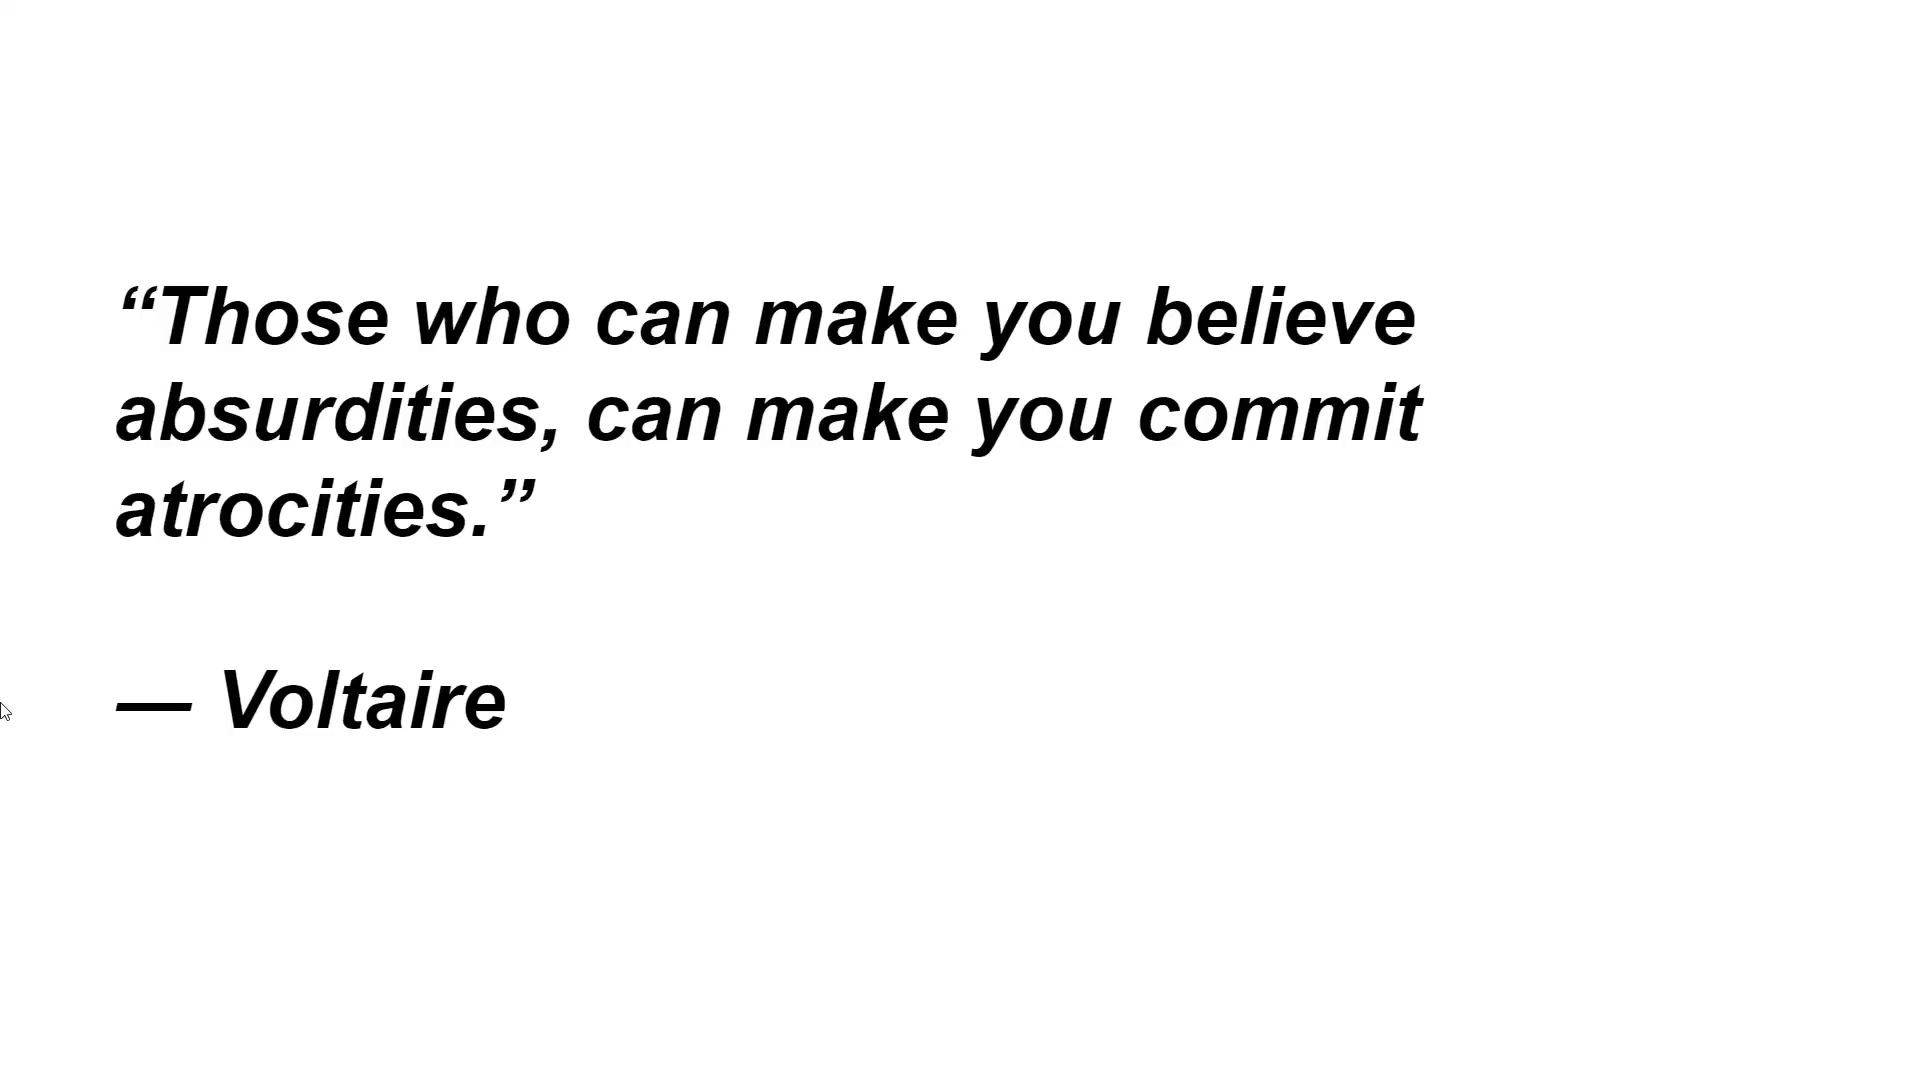 “Those who can make you believe
absurdities, can make you commit
atrocities.”
— Voltaire